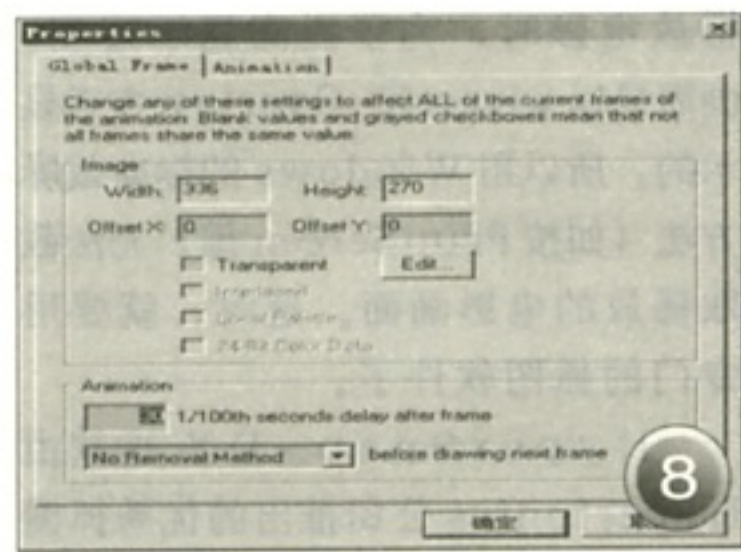 Properties
Global Frame Animation
Change any of these settings to affect ALL of the current frames of
the animation. Blank values and grayed checkboxes mean that not
all frames share the same value.
Image
Width: 336 Height: 270
Offset X: 0 Offset Y: 0
Transparent Edit...
Interlaced
Local Palette
24-Bit Color Data
Animation
1/100th seconds delay after frame
No Removal Method before drawing next frame
8
确定